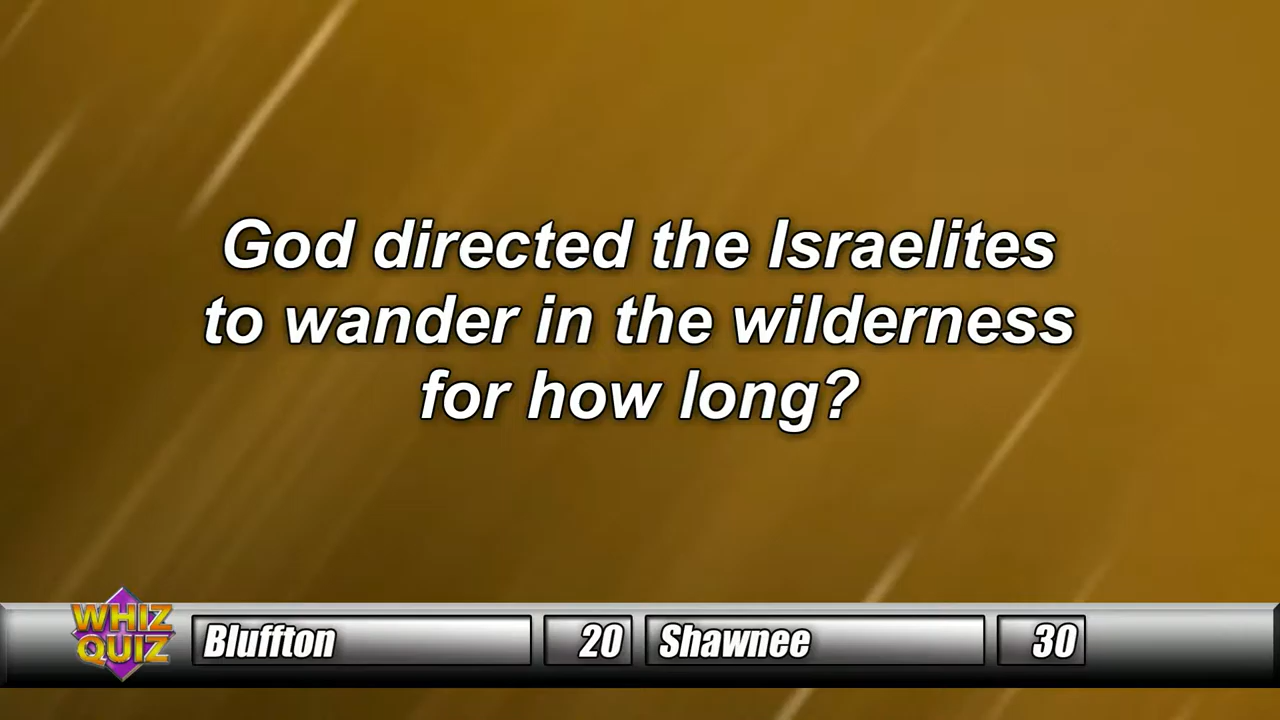 God directed the Israelites
to wander in the wilderness
for how long?
WHIZ
QUIZ
Bluffton 20 Shawnee 30